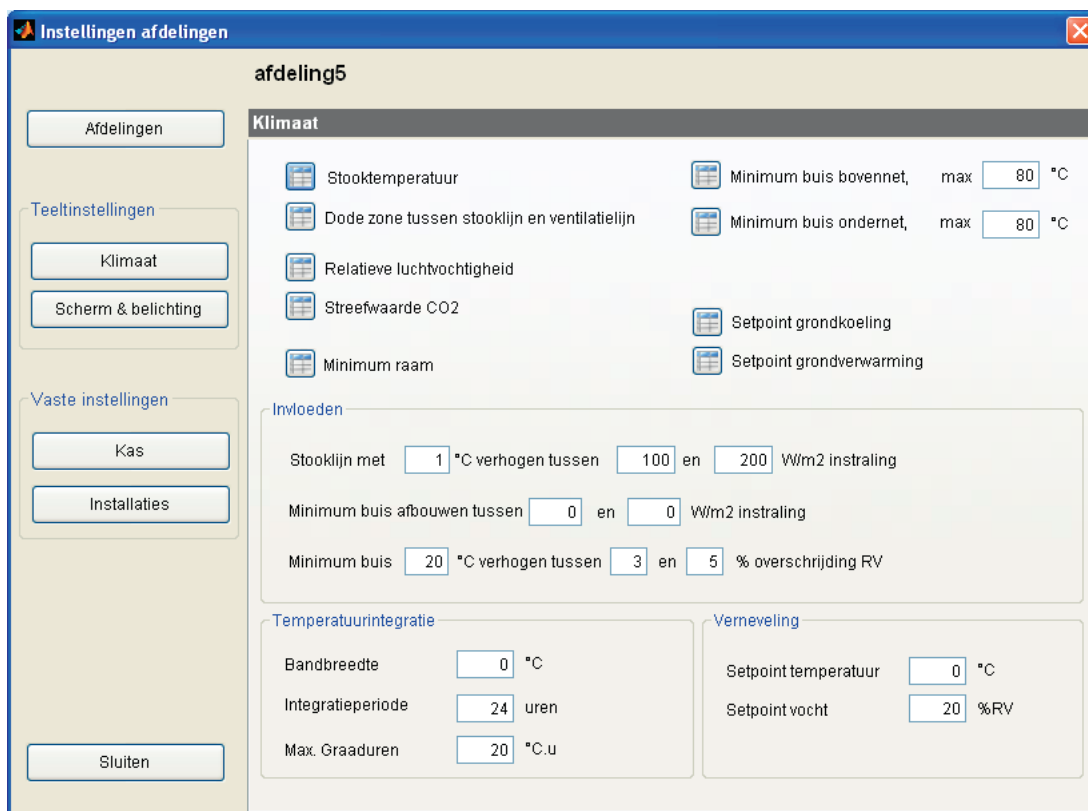 Instellingen afdelingen
afdeling5
Afdelingen
Teeltinstellingen
Klimaat
Scherm & belichting
Vaste instellingen
Kas
Installaties
Sluiten
Klimaat
Stooktemperatuur
Dode zone tussen stooklijn en ventilatielijn
Relatieve luchtvochtigheid
Streefwaarde CO2
Minimum raam
Minimum buis bovennet, max 80 °C
Minimum buis ondernet, max 80 °C
Setpoint grondkoeling
Setpoint grondverwarming
Invloeden
Stooklijn met 1 °C verhogen tussen 100 en 200 W/m2 instraling
Minimum buis afbouwen tussen 0 en 0 W/m2 instraling
Minimum buis 20 °C verhogen tussen 3 en 5 % overschrijding RV
Temperatuurintegratie
Bandbreedte 0 °C
Integratieperiode 24 uren
Max. Graaduren 20 °C.u
Verneveling
Setpoint temperatuur 0 °C
Setpoint vocht 20 %RV